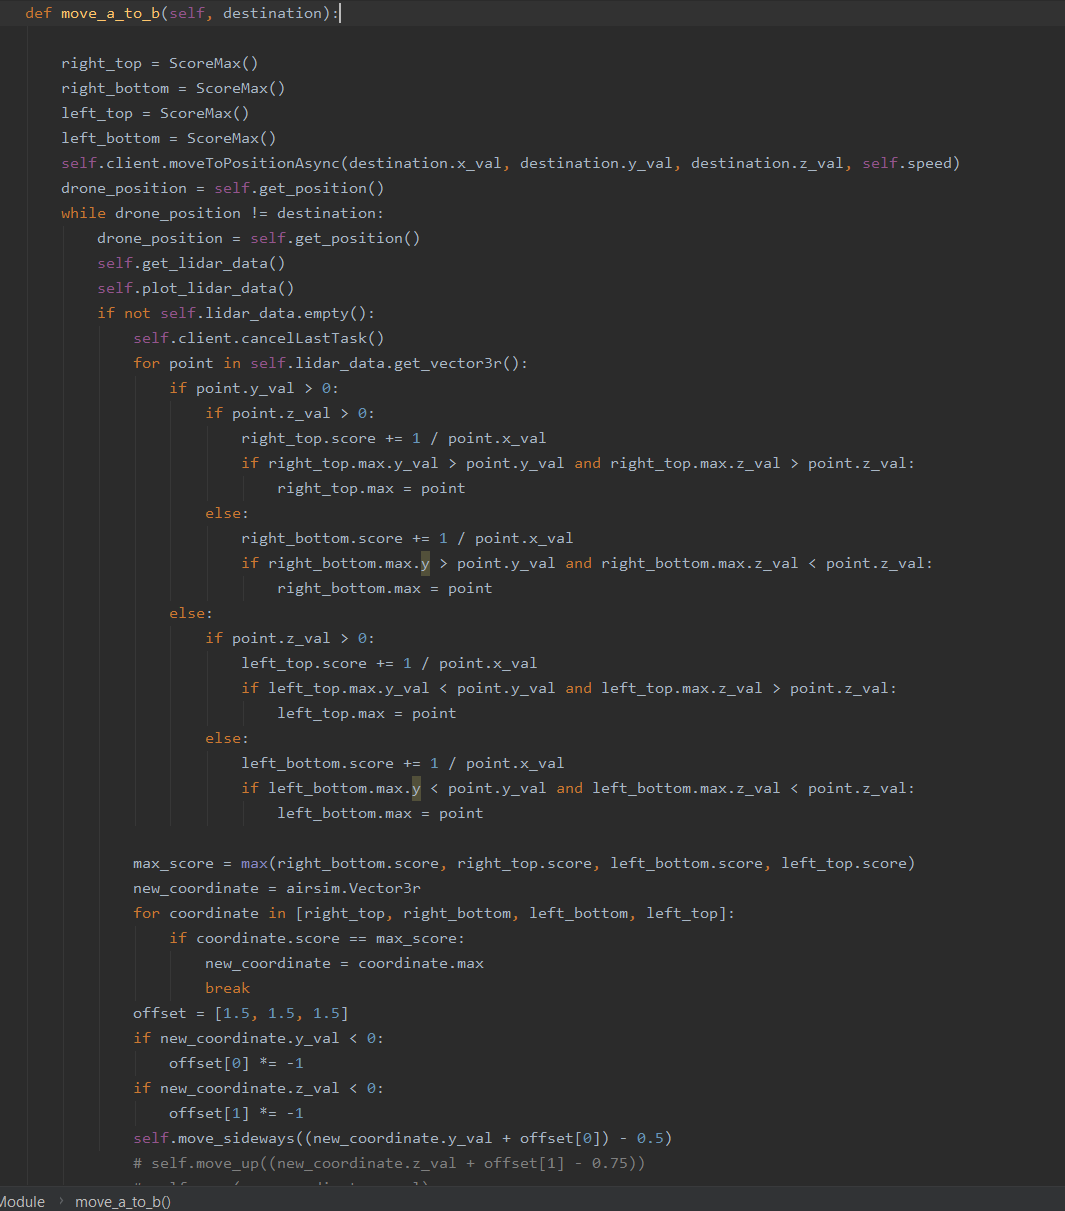 def move_a_to_b(self, destination):
right_top = ScoreMax()
right_bottom = ScoreMax()
left_top = ScoreMax()
left_bottom = ScoreMax()
self.client.moveToPositionAsync(destination.x_val, destination.y_val, destination.z_val, self.speed)
drone_position = self.get_position()
while drone_position != destination:
drone_position = self.get_position()
self.get_lidar_data()
self.plot_lidar_data()
if not self.lidar_data.empty():
self.client.cancelLastTask()
for point in self.lidar_data.get_vector3r():
if point.y_val > 0:
if point.z_val > 0:
right_top.score += 1 / point.x_val
if right_top.max.y_val > point.y_val and right_top.max.z_val > point.z_val:
right_top.max = point
else:
right_bottom.score += 1 / point.x_val
if right_bottom.max.y > point.y_val and right_bottom.max.z_val < point.z_val:
right_bottom.max = point
else:
if point.z_val > 0:
left_top.score += 1 / point.x_val
if left_top.max.y_val < point.y_val and left_top.max.z_val > point.z_val:
left_top.max = point
else:
left_bottom.score += 1 / point.x_val
if left_bottom.max.y < point.y_val and left_bottom.max.z_val < point.z_val:
left_bottom.max = point
max_score = max(right_bottom.score, right_top.score, left_bottom.score, left_top.score)
new_coordinate = airsim.Vector3r
for coordinate in [right_top, right_bottom, left_bottom, left_top]:
if coordinate.score == max_score:
new_coordinate = coordinate.max
break
offset = [1.5, 1.5, 1.5]
if new_coordinate.y_val < 0:
offset[0] *= -1
if new_coordinate.z_val < 0:
offset[1] *= -1
self.move_sideways((new_coordinate.y_val + offset[0]) - 0.5)
# self.move_up((new_coordinate.z_val + offset[1] - 0.75))
Module › move_a_to_b()